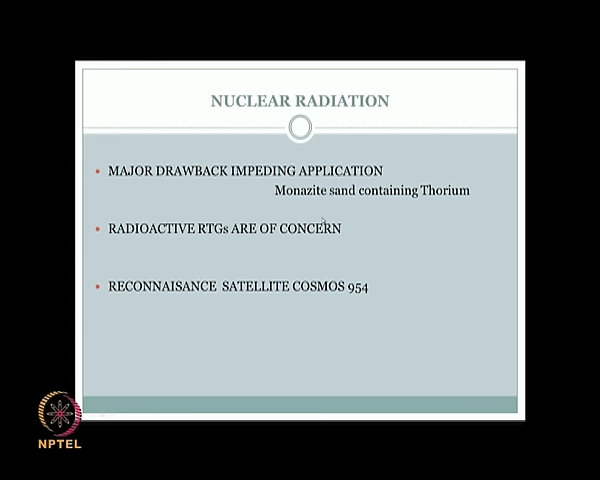 NUCLEAR RADIATION
MAJOR DRAWBACK IMPEDING APPLICATION
Monazite sand containing Thorium
RADIOACTIVE RTGs ARE OF CONCERN
RECONNAISANCE SATELLITE COSMOS 954
NPTEL